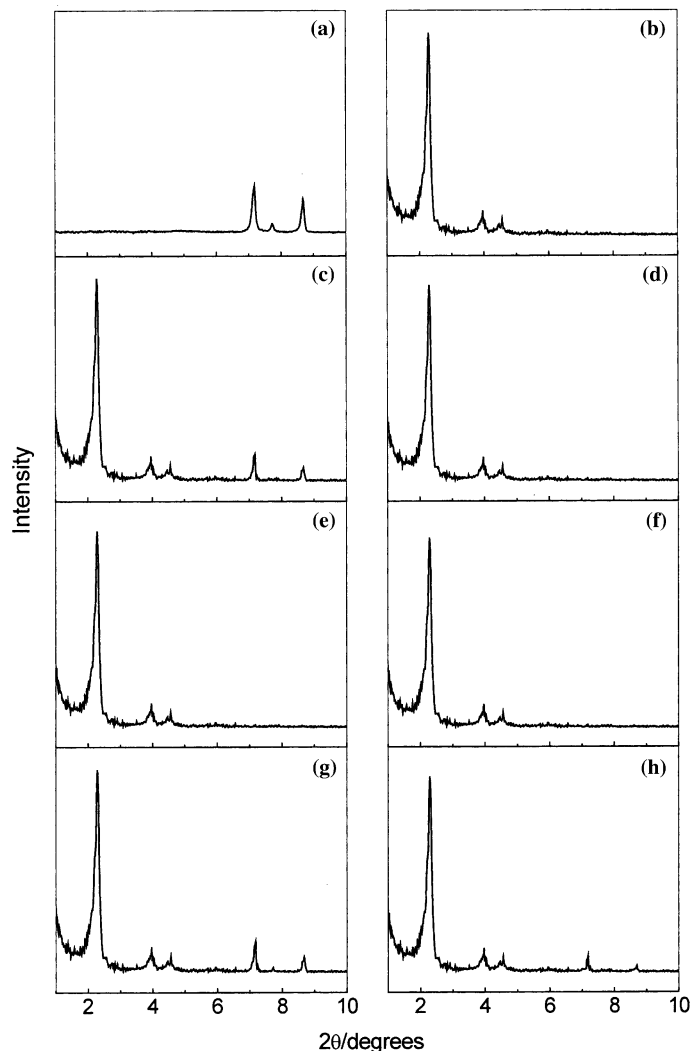 (a)
(b)
(c)
(d)
Intensity
(e)
(f)
(g)
(h)
2 4 6 8 10
2 4 6 8 10
2θ/degrees